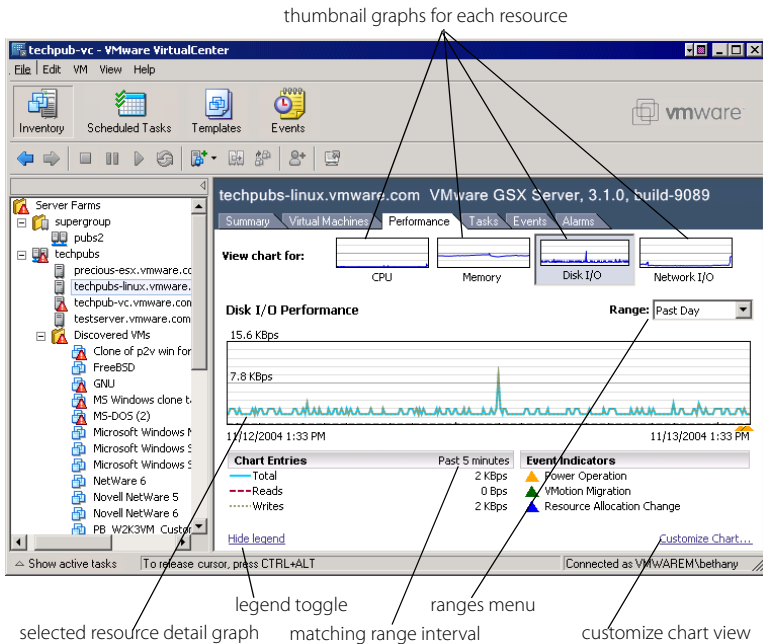 thumbnail graphs for each resource
techpub-vc - VMware VirtualCenter
File Edit VM View Help
Inventory Scheduled Tasks Templates Events
vmware
techpubs-linux.vmware.com VMware GSX Server, 3.1.0, build-9089
Summary Virtual Machines Performance Tasks Events Alarms
View chart for:
CPU Memory Disk I/O Network I/O
Server Farms
supergroup
pubs2
techpubs
precious-esx.vmware.cc
techpubs-linux.vmware.
techpub-vc.vmware.con
testserver.vmware.com
Discovered VMs
Clone of p2v win for
FreeBSD
GNU
MS Windows clone t
MS-DOS (2)
Microsoft Windows N
Microsoft Windows S
Microsoft Windows S
NetWare 6
Novell NetWare 5
Novell NetWare 6
PB_W2K3VM_Custor
Disk I/O Performance
Range: Past Day
15.6 KBps
7.8 KBps
11/12/2004 1:33 PM 11/13/2004 1:33 PM
Chart Entries Past 5 minutes
Total 2 KBps
Reads 0 Bps
Writes 2 KBps
Event Indicators
Power Operation
VMotion Migration
Resource Allocation Change
Hide legend
Customize Chart...
Show active tasks To release cursor, press CTRL+ALT Connected as VMWAREM\bethany
legend toggle ranges menu
selected resource detail graph matching range interval customize chart view